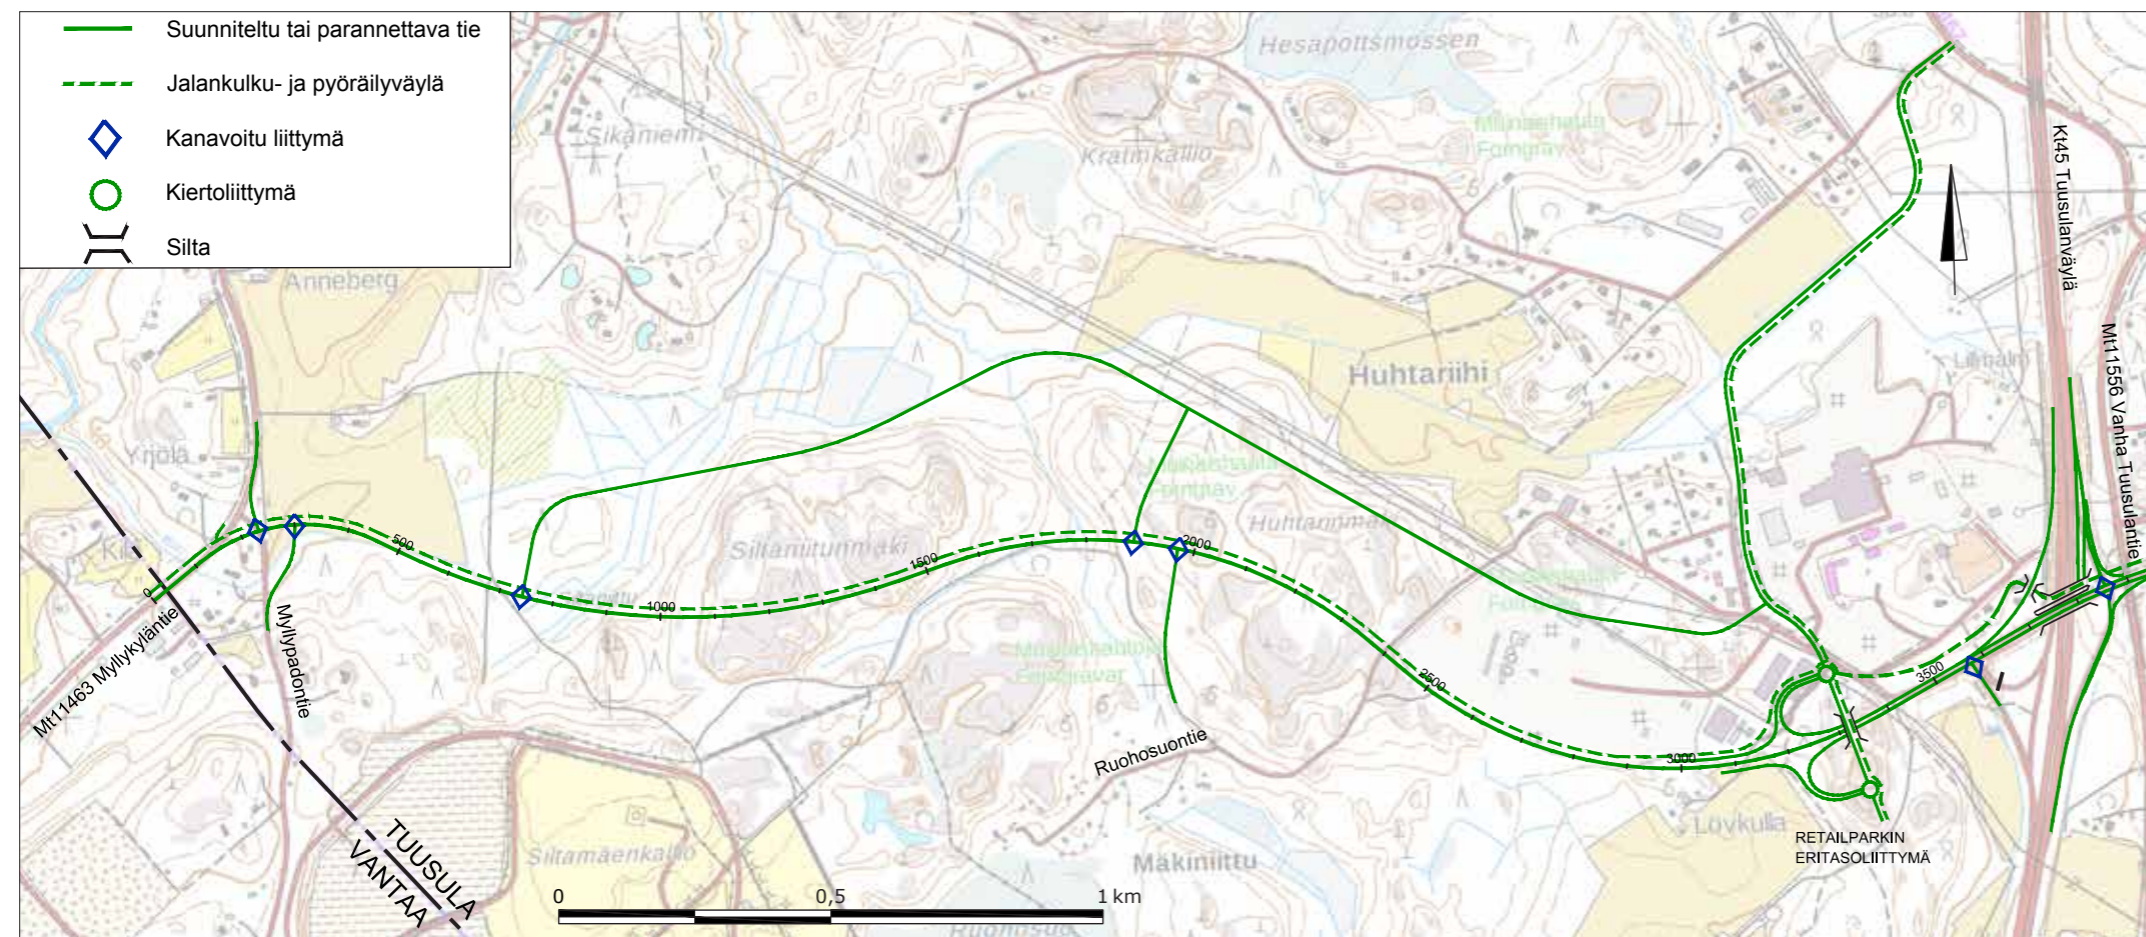 Suunniteltu tai parannettava tie
Jalankulku- ja pyöräilyväylä
Kanavoitu liittymä
Kiertoliittymä
Silta
Hesapottsmossen
Sikaniemi
Kratinkallio
Anneberg
Huhtariihi
Yrjölä
Siltaniitunmäki
Kt45 Tuusulanväylä
Mt11556 Vanha Tuusulantie
0
500
1000
1500
2000
2500
3000
3500
Mt11463 Myllykyläntie
Myllypadontie
Ruohosuontie
Lövkulla
RETAILPARKIN
ERITASOLIITTYMÄ
TUUSULA
VANTAA
Siltamäenkallio
Mäkiniittu
0 0,5 1 km
Ruohosuo